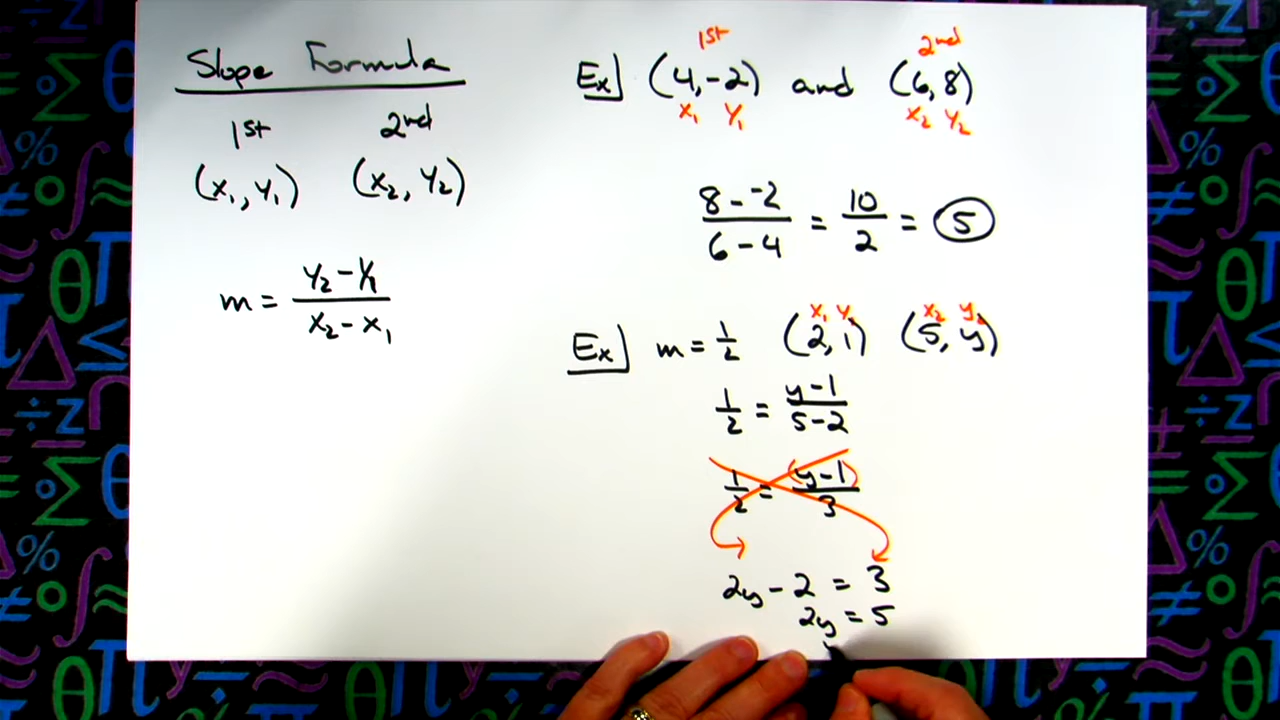 Slope Formula
1st 2nd
(x₁, y₁) (x₂, y₂)
m = (y₂ - y₁)/(x₂ - x₁)
1st 2nd
Ex] (4, -2) and (6, 8)
x₁ y₁ x₂ y₂
(8 - -2)/(6 - 4) = 10/2 = 5
x₁ y₁ x₂ y₂
Ex] m = 1/2 (2, 1) (5, y)
1/2 = (y - 1)/(5 - 2)
1/2 = (y - 1)/3
2y - 2 = 3
2y = 5